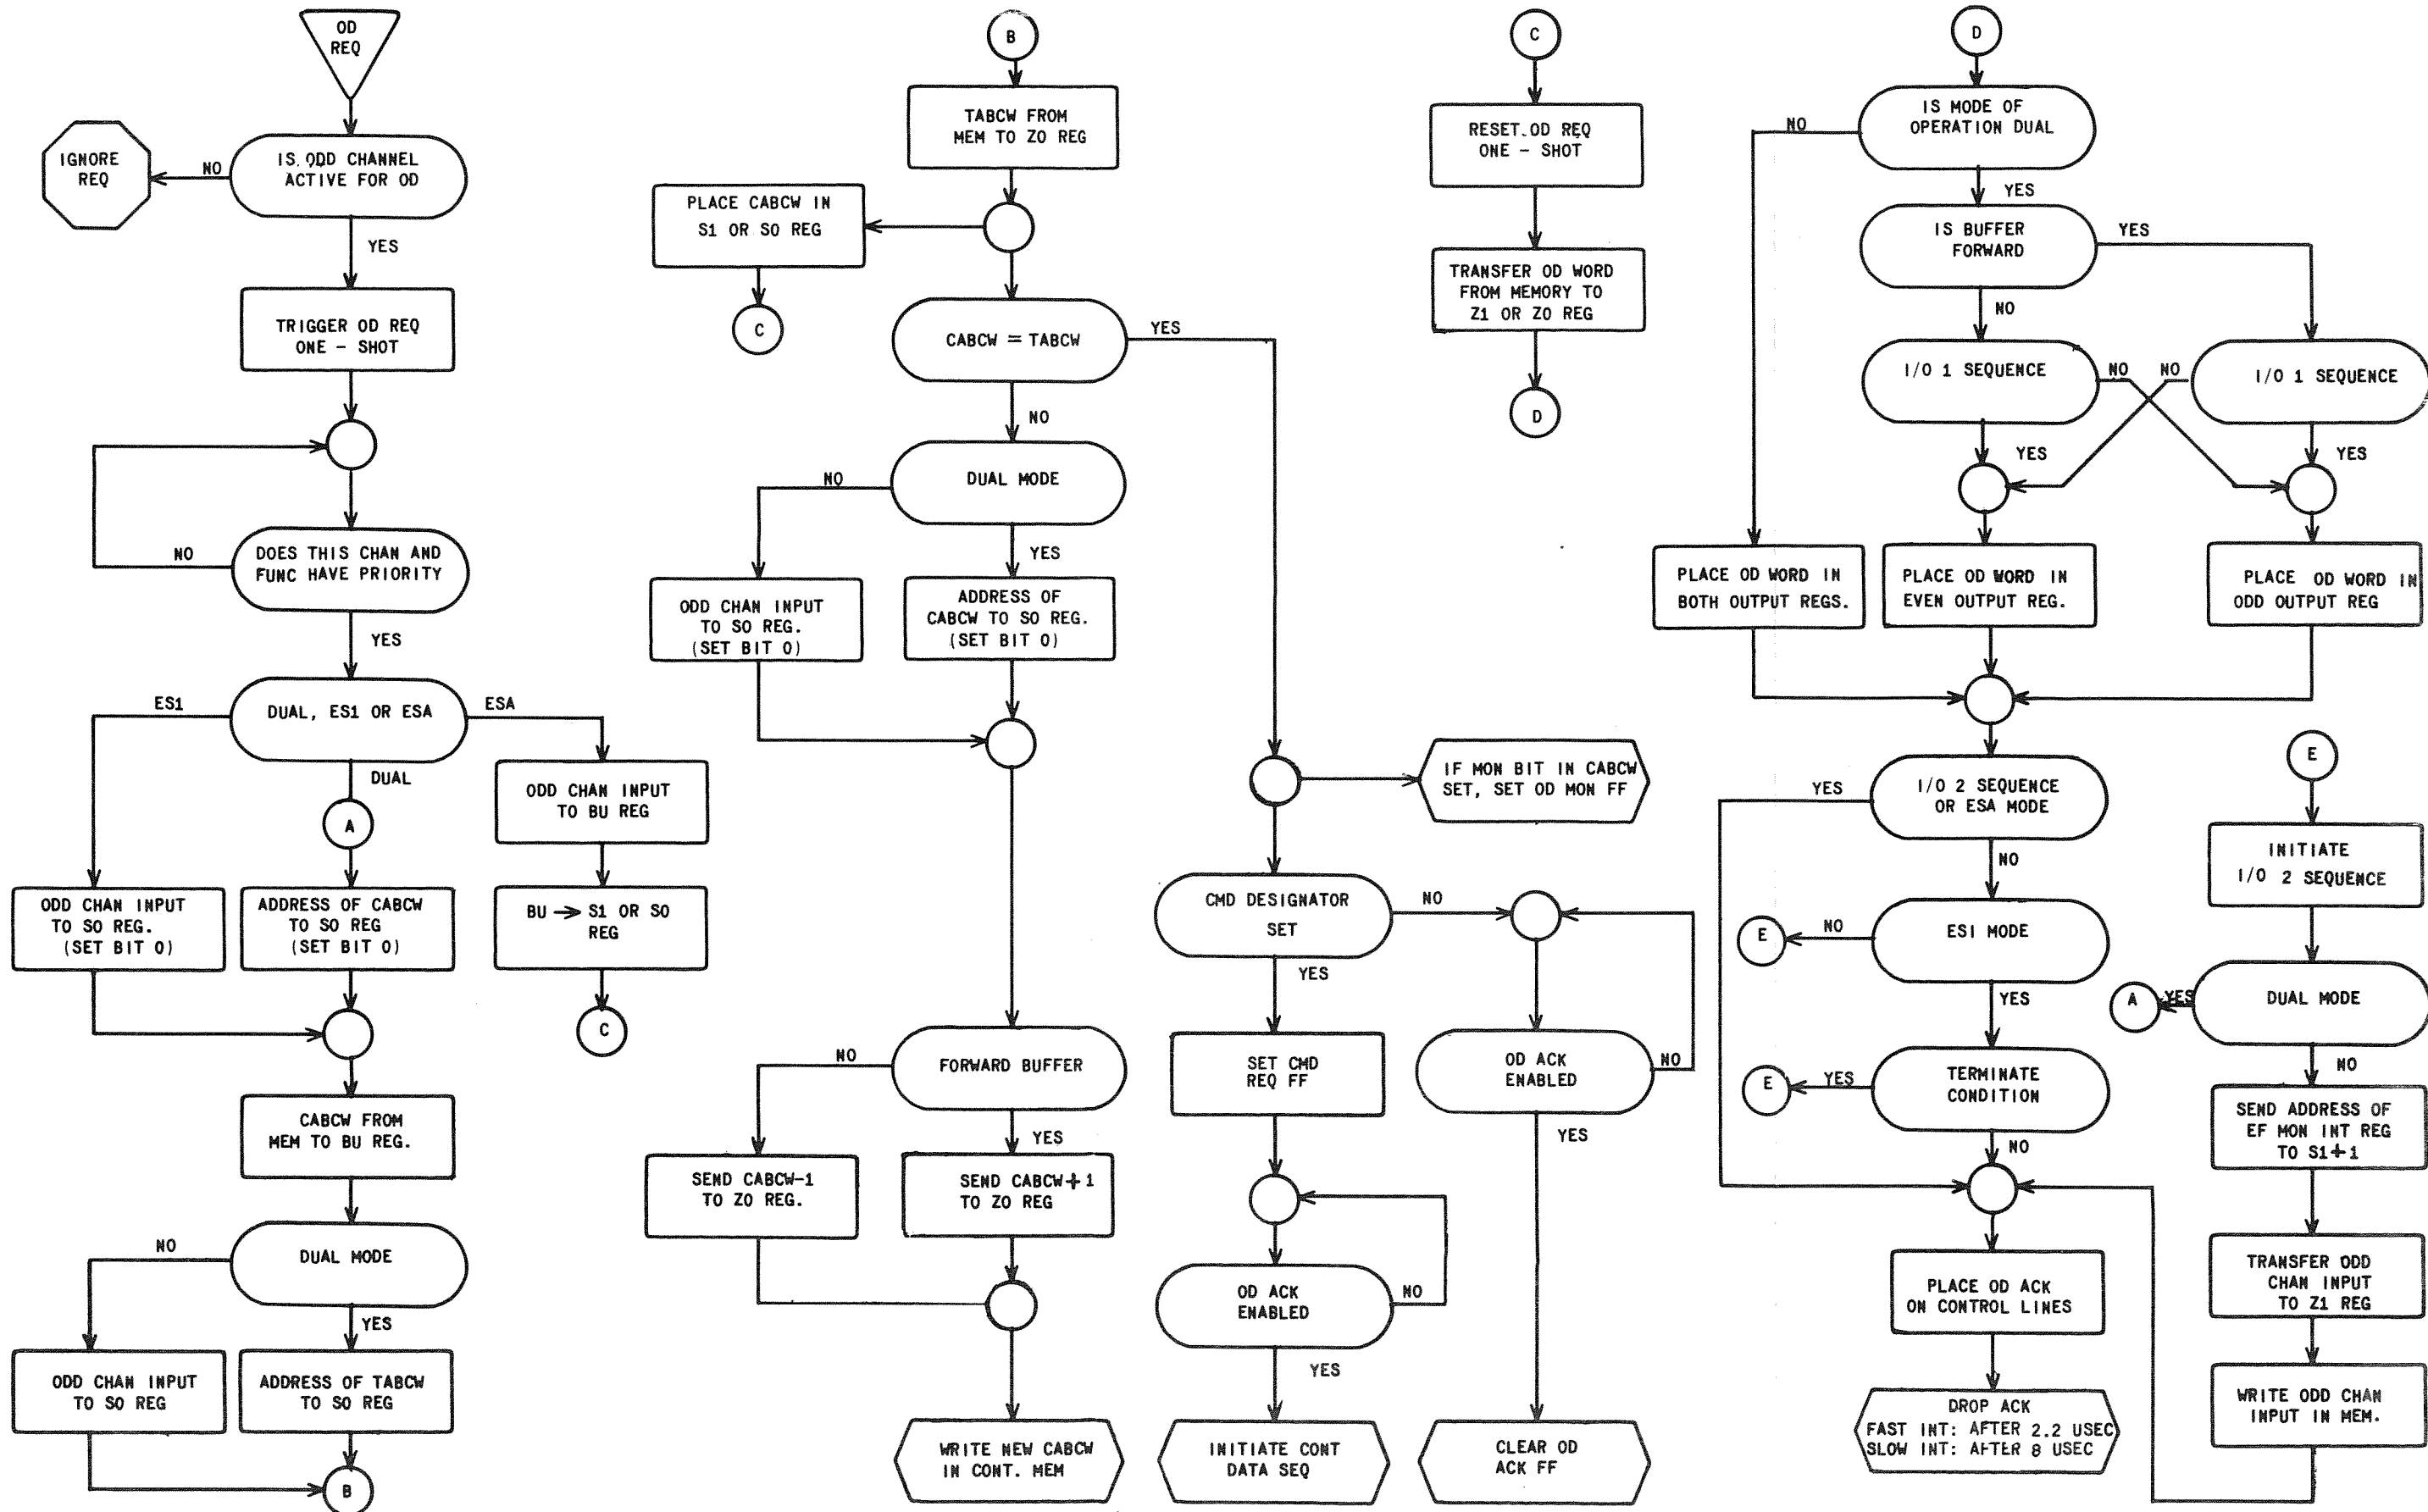 OD
REQ
IS ODD CHANNEL
ACTIVE FOR OD
NO
IGNORE
REQ
YES
TRIGGER OD REQ
ONE - SHOT
DOES THIS CHAN AND
FUNC HAVE PRIORITY
NO
YES
DUAL, ES1 OR ESA
ES1
ESA
DUAL
A
ODD CHAN INPUT
TO SO REG.
(SET BIT 0)
ADDRESS OF CABCW
TO SO REG
(SET BIT 0)
ODD CHAN INPUT
TO BU REG
BU → S1 OR SO
REG
C
CABCW FROM
MEM TO BU REG.
DUAL MODE
NO
YES
ODD CHAN INPUT
TO SO REG
ADDRESS OF TABCW
TO SO REG
B
B
TABCW FROM
MEM TO ZO REG
PLACE CABCW IN
S1 OR SO REG
C
CABCW = TABCW
YES
NO
DUAL MODE
NO
YES
ODD CHAN INPUT
TO SO REG.
(SET BIT 0)
ADDRESS OF
CABCW TO SO REG.
(SET BIT 0)
FORWARD BUFFER
NO
YES
SEND CABCW-1
TO ZO REG.
SEND CABCW+1
TO ZO REG
WRITE NEW CABCW
IN CONT. MEM
IF MON BIT IN CABCW
SET, SET OD MON FF
CMD DESIGNATOR
SET
NO
YES
SET CMD
REQ FF
OD ACK
ENABLED
NO
YES
INITIATE CONT
DATA SEQ
OD ACK
ENABLED
NO
YES
CLEAR OD
ACK FF
C
RESET OD REQ
ONE - SHOT
TRANSFER OD WORD
FROM MEMORY TO
Z1 OR ZO REG
D
D
IS MODE OF
OPERATION DUAL
NO
YES
IS BUFFER
FORWARD
YES
NO
I/O 1 SEQUENCE
NO
NO
I/O 1 SEQUENCE
YES
YES
PLACE OD WORD IN
BOTH OUTPUT REGS.
PLACE OD WORD IN
EVEN OUTPUT REG.
PLACE OD WORD IN
ODD OUTPUT REG
I/O 2 SEQUENCE
OR ESA MODE
YES
NO
ESI MODE
NO
E
YES
TERMINATE
CONDITION
YES
E
NO
PLACE OD ACK
ON CONTROL LINES
DROP ACK
FAST INT: AFTER 2.2 USEC
SLOW INT: AFTER 8 USEC
E
INITIATE
I/O 2 SEQUENCE
DUAL MODE
YES
A
NO
SEND ADDRESS OF
EF MON INT REG
TO S1+1
TRANSFER ODD
CHAN INPUT
TO Z1 REG
WRITE ODD CHAN
INPUT IN MEM.